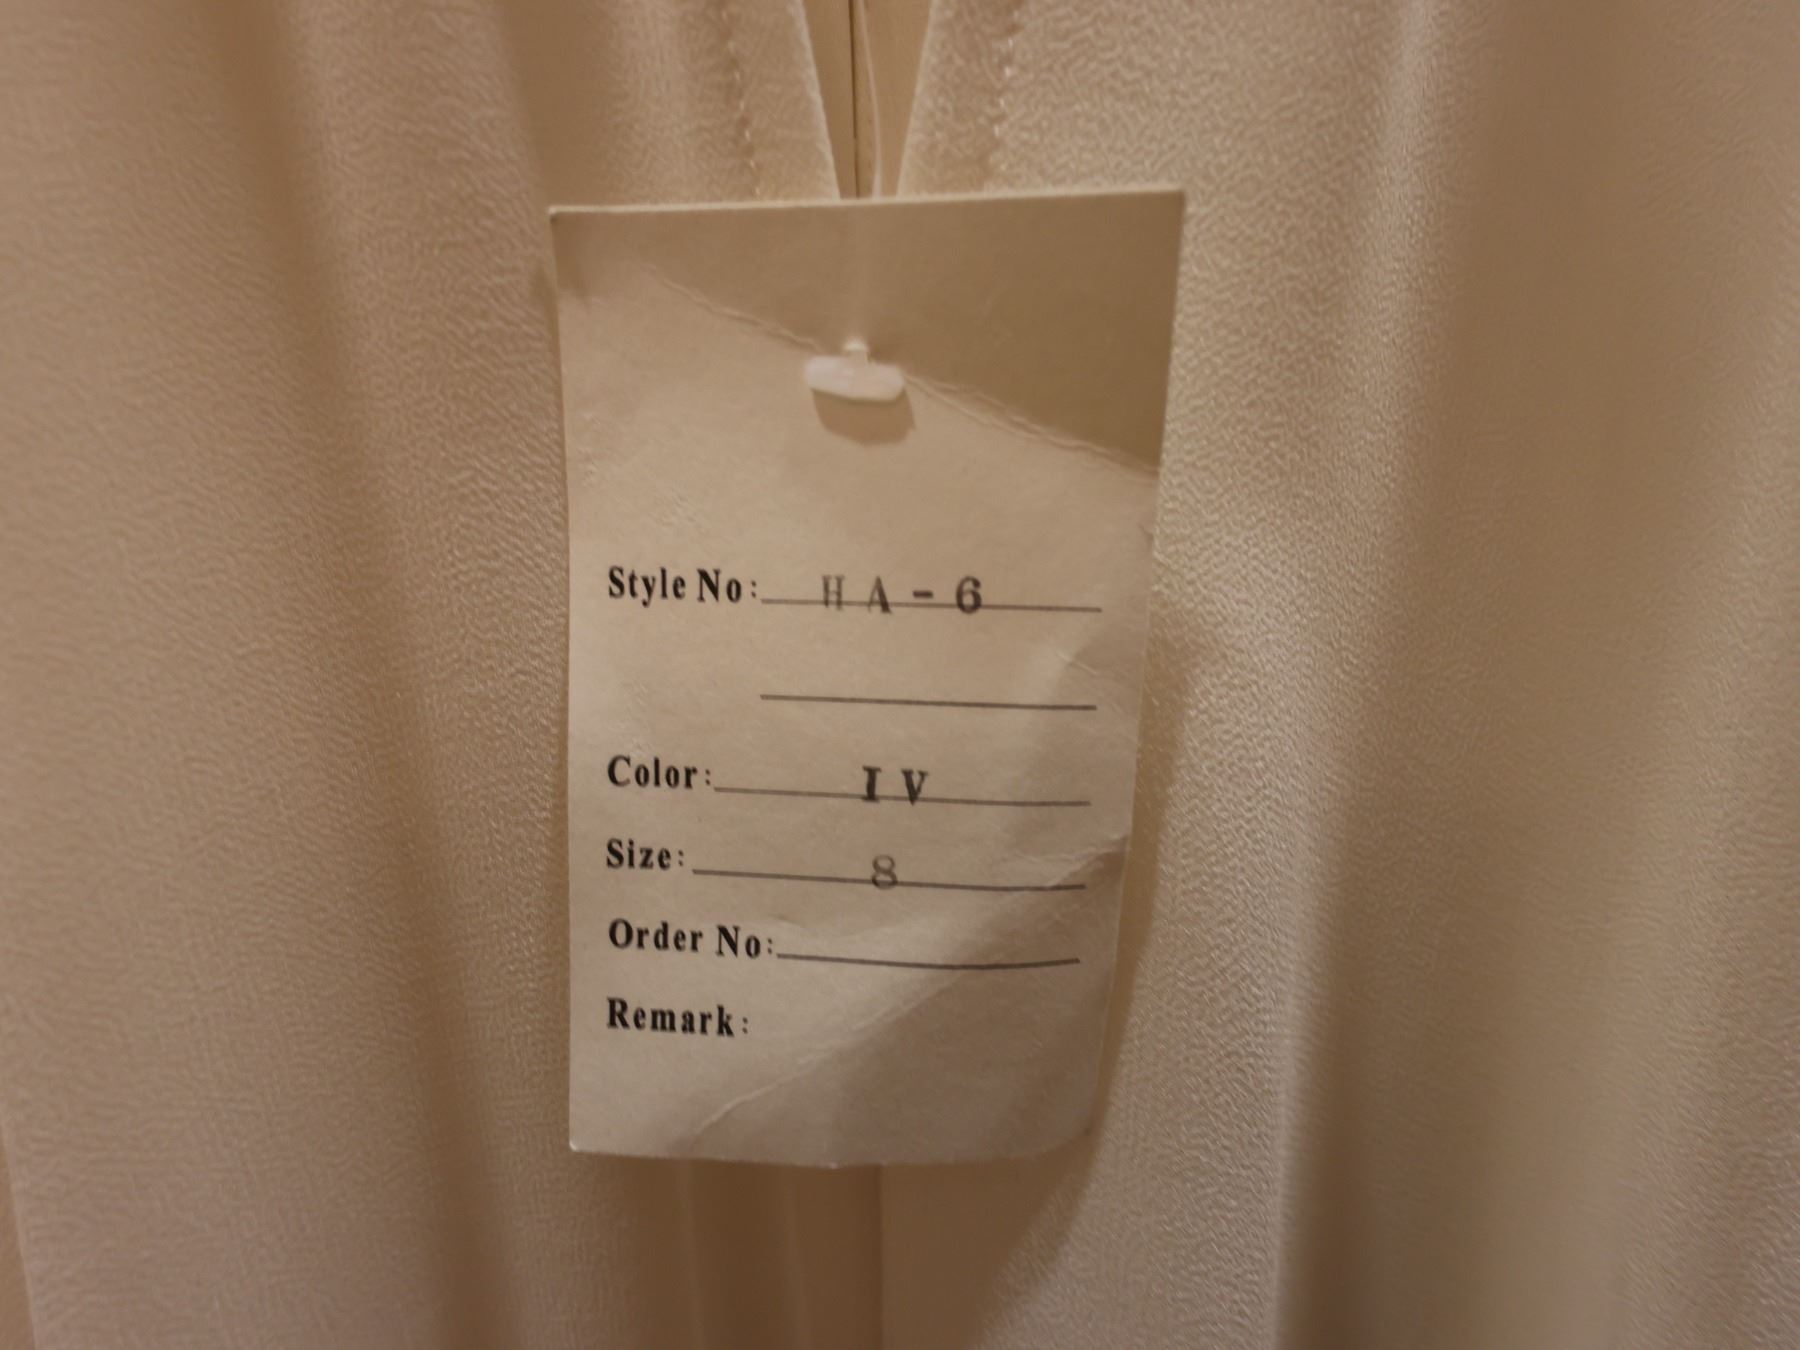 Style No: HA-6
Color: IV
Size: 8
Order No:
Remark: